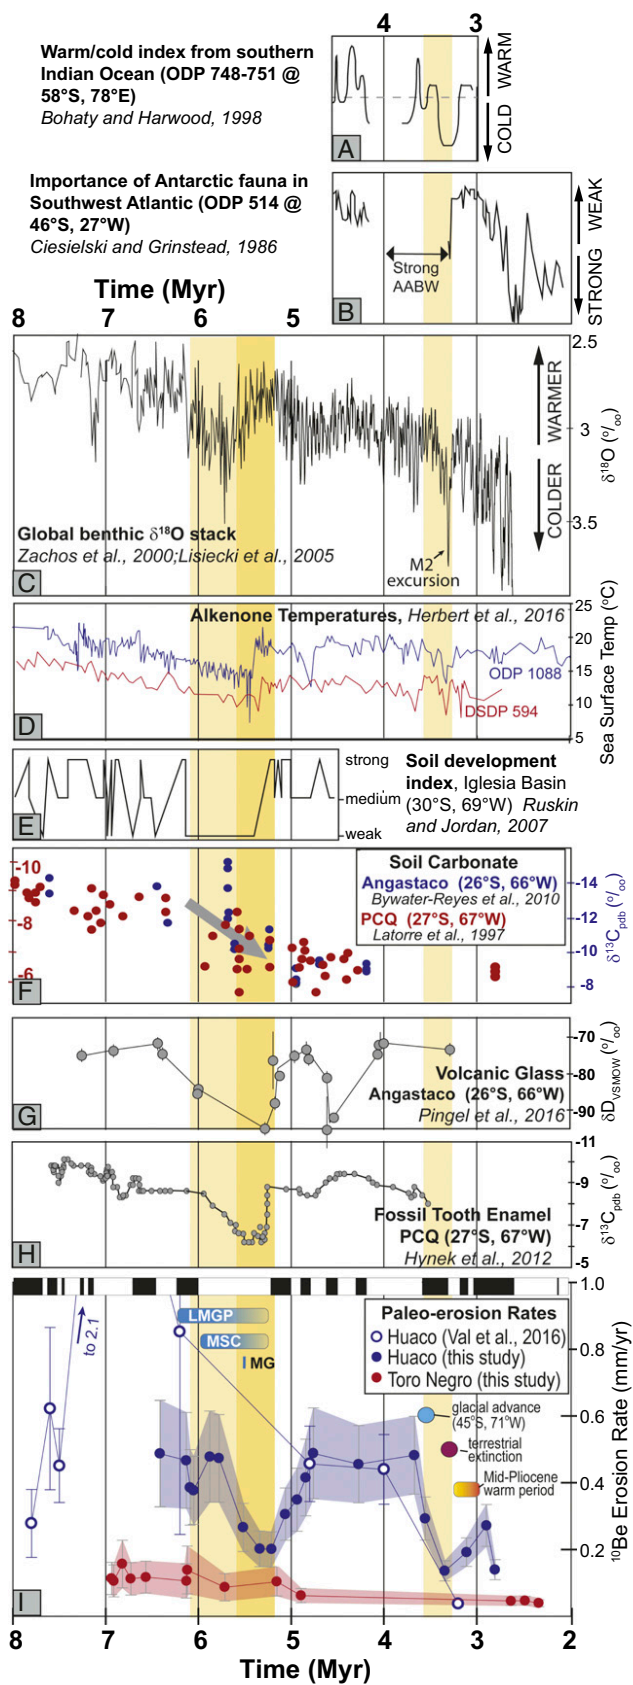 4 3
Warm/cold index from southern
Indian Ocean (ODP 748-751 @
58°S, 78°E)
Bohaty and Harwood, 1998
WARM
COLD
A
Importance of Antarctic fauna in
Southwest Atlantic (ODP 514 @
46°S, 27°W)
Ciesielski and Grinstead, 1986
WEAK
STRONG
Strong
AABW
B
Time (Myr)
8 7 6 5
2.5
3
3.5
δ18O (o/oo)
WARMER
COLDER
Global benthic δ18O stack
Zachos et al., 2000;Lisiecki et al., 2005
M2
excursion
C
Alkenone Temperatures, Herbert et al., 2016
25
20
15
10
5
Sea Surface Temp (°C)
ODP 1088
DSDP 594
D
strong
medium
weak
Soil development
index, Iglesia Basin
(30°S, 69°W) Ruskin
and Jordan, 2007
E
-10
-8
-6
Soil Carbonate
Angastaco (26°S, 66°W)
Bywater-Reyes et al., 2010
PCQ (27°S, 67°W)
Latorre et al., 1997
-14
-12
-10
-8
δ13Cpdb (o/oo)
F
-70
-80
-90
δDVSMOW (o/oo)
Volcanic Glass
Angastaco (26°S, 66°W)
Pingel et al., 2016
G
-11
-9
-7
-5
δ13Cpdb (o/oo)
Fossil Tooth Enamel
PCQ (27°S, 67°W)
Hynek et al., 2012
H
1.0
0.8
0.6
0.4
0.2
10Be Erosion Rate (mm/yr)
to 2.1
LMGP
MSC
MG
Paleo-erosion Rates
Huaco (Val et al., 2016)
Huaco (this study)
Toro Negro (this study)
glacial advance
(45°S, 71°W)
terrestrial
extinction
Mid-Pliocene
warm period
I
8 7 6 5 4 3 2
Time (Myr)